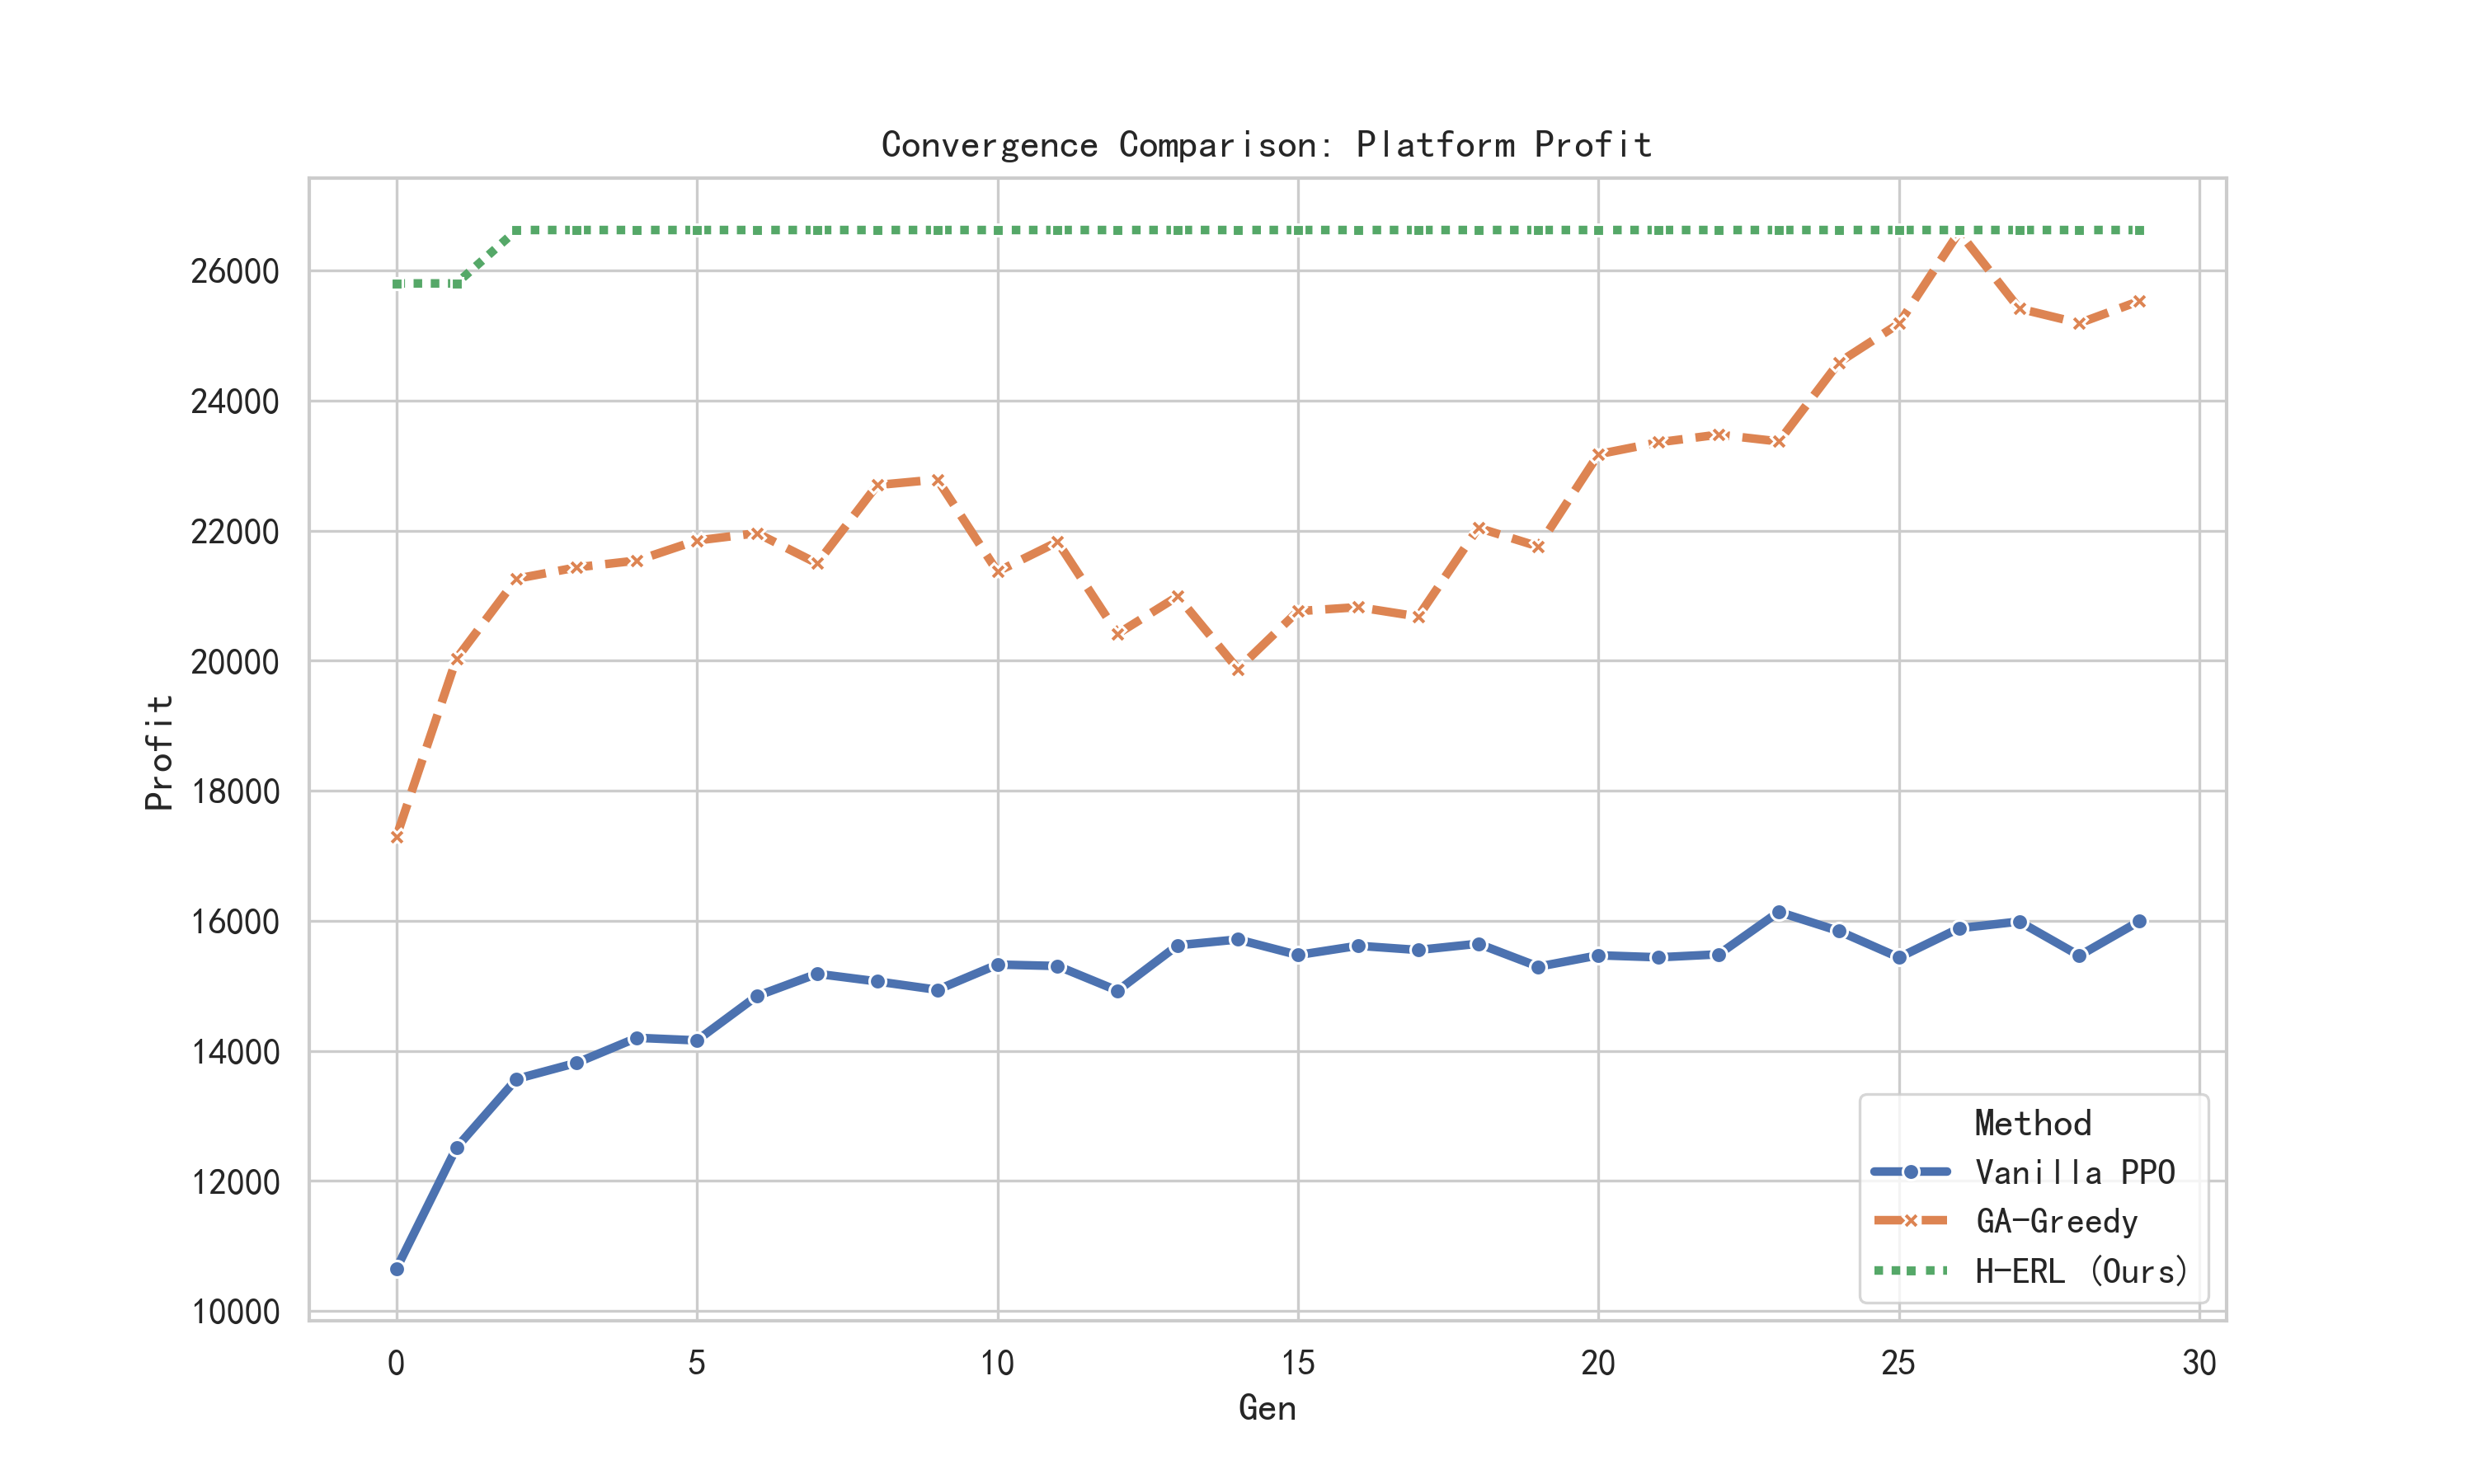 Convergence Comparison: Platform Profit
Profit
26000
24000
22000
20000
18000
16000
14000
12000
10000
0 5 10 15 20 25 30
Gen
Method
Vanilla PPO
GA-Greedy
H-ERL (Ours)